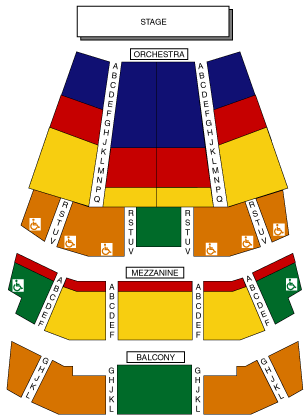 STAGE
ORCHESTRA
A A
B B
C C
D D
E E
F F
G G
H H
J J
K K
L L
M M
N N
P P
Q Q
R R R R
S S S S
T T T T
U U U U
V V V V
MEZZANINE
A A A A
B B B B
C C C C
D D D D
E E E E
F F F F
BALCONY
G G G G
H H H H
J J J J
K K K K
L L L L